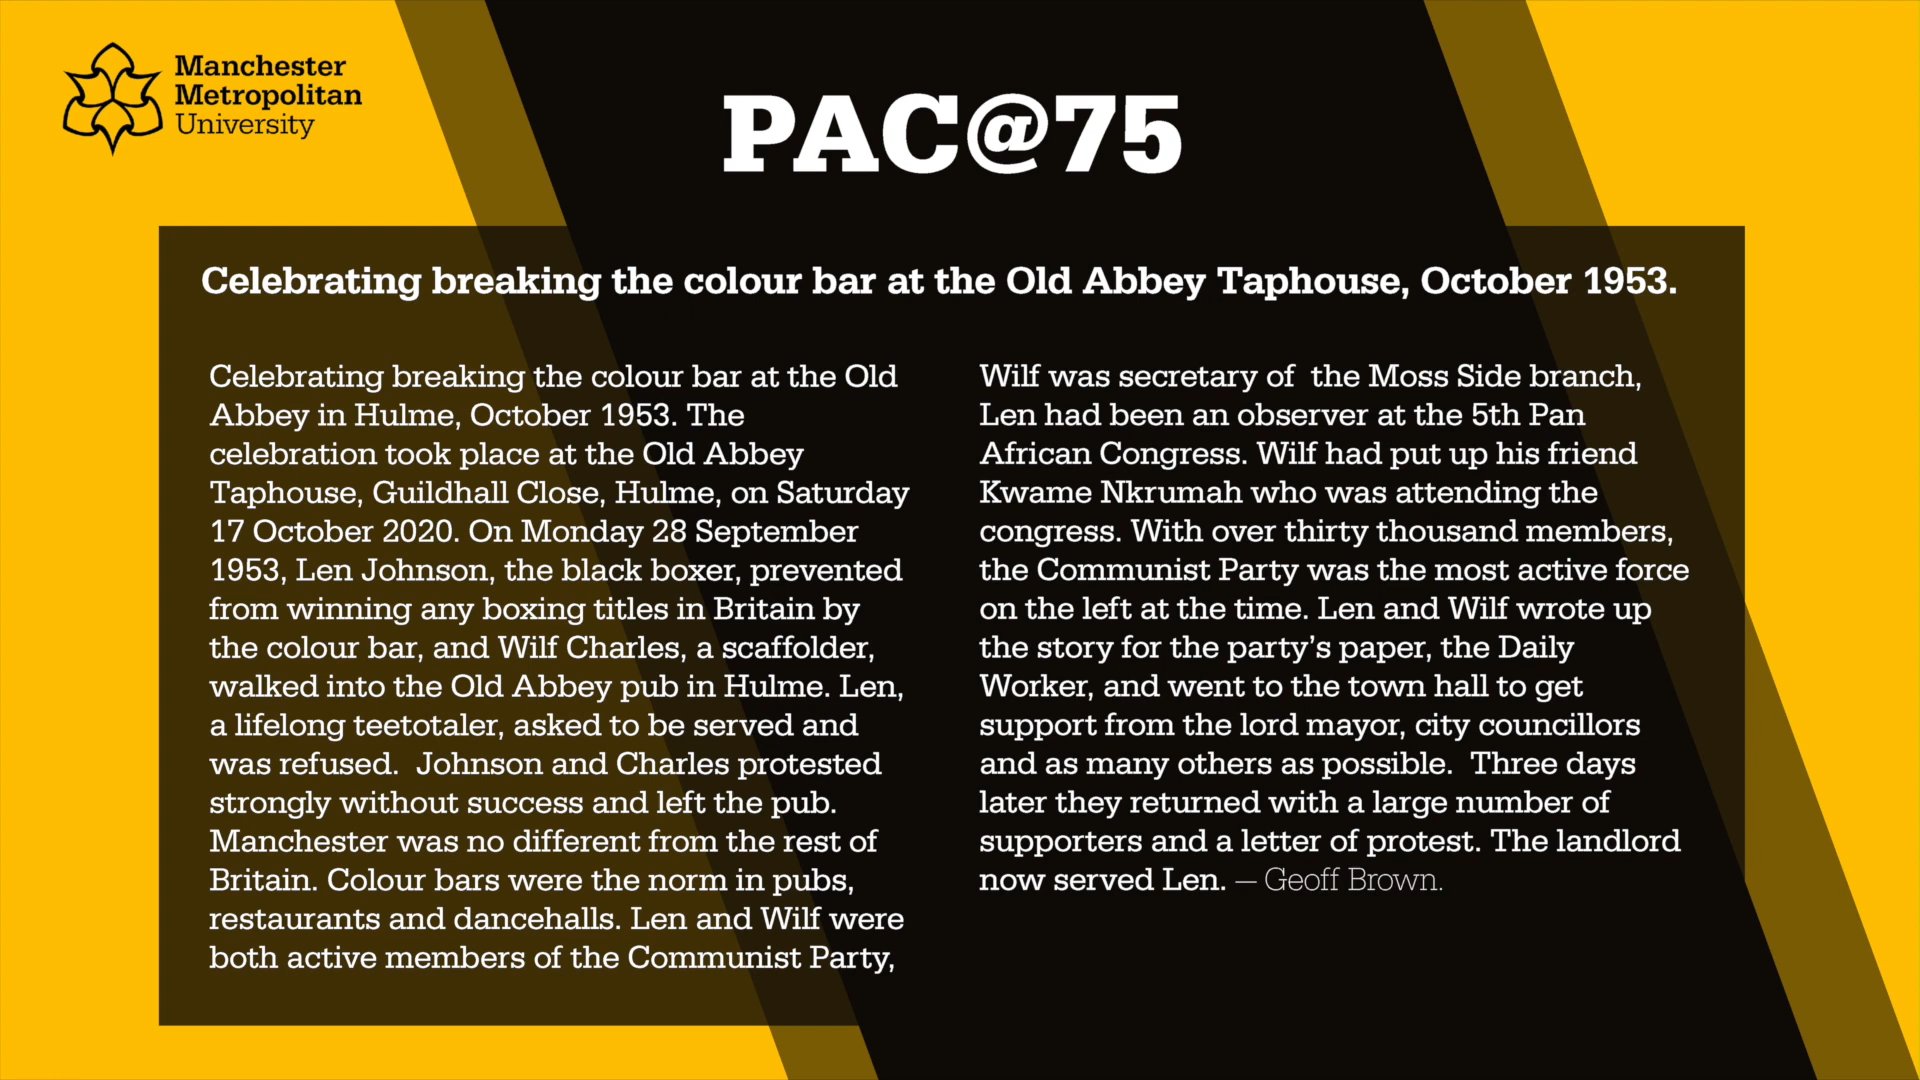 Manchester
Metropolitan
University
PAC@75
Celebrating breaking the colour bar at the Old Abbey Taphouse, October 1953.
Celebrating breaking the colour bar at the Old
Abbey in Hulme, October 1953. The
celebration took place at the Old Abbey
Taphouse, Guildhall Close, Hulme, on Saturday
17 October 2020. On Monday 28 September
1953, Len Johnson, the black boxer, prevented
from winning any boxing titles in Britain by
the colour bar, and Wilf Charles, a scaffolder,
walked into the Old Abbey pub in Hulme. Len,
a lifelong teetotaler, asked to be served and
was refused.  Johnson and Charles protested
strongly without success and left the pub.
Manchester was no different from the rest of
Britain. Colour bars were the norm in pubs,
restaurants and dancehalls. Len and Wilf were
both active members of the Communist Party,
Wilf was secretary of  the Moss Side branch,
Len had been an observer at the 5th Pan
African Congress. Wilf had put up his friend
Kwame Nkrumah who was attending the
congress. With over thirty thousand members,
the Communist Party was the most active force
on the left at the time. Len and Wilf wrote up
the story for the party’s paper, the Daily
Worker, and went to the town hall to get
support from the lord mayor, city councillors
and as many others as possible.  Three days
later they returned with a large number of
supporters and a letter of protest. The landlord
now served Len. — Geoff Brown.